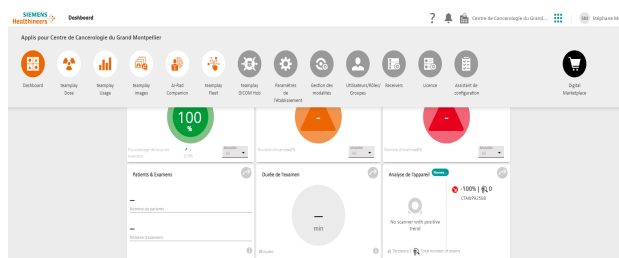 SIEMENS
Healthineers
Dashboard
?
Centre de Cancerologie du Grand...
SM
Stéphane M
Applis pour Centre de Cancerologie du Grand Montpellier
Dashboard
teamplay
Dose
teamplay
Usage
teamplay
Images
AI-Rad
Companion
teamplay
Fleet
teamplay
DICOM Hub
Paramètres
de
l'établissement
Gestion des
modalités
Utilisateurs/Rôles/
Groupes
Receivers
Licence
Assistant de
configuration
Digital
Marketplace
100
%
-
-
Patients & Examens
–
Nombre de patients
–
Nombre d'examens
Durée de l'examen
–
min
Analyse de l'appareil
-100% | 0
CTAWP92588
No scanner with positive
trend
Tendance | Total number of exams